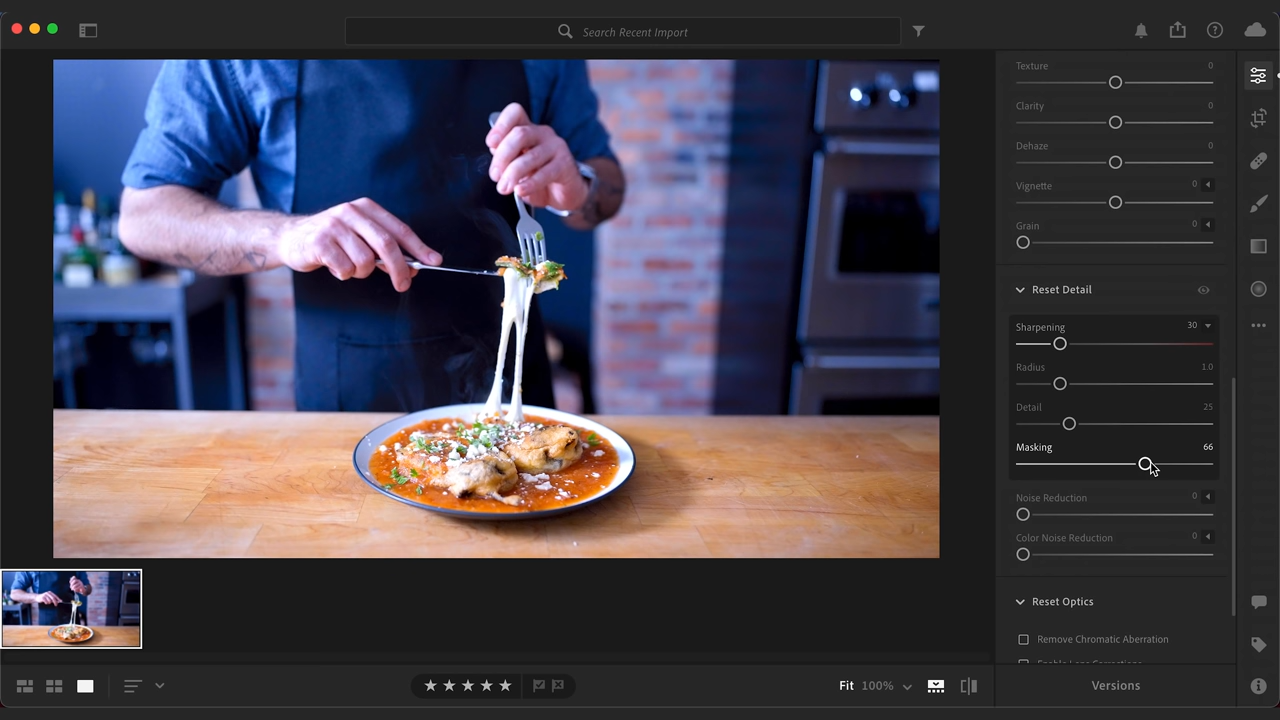 Search Recent Import
Texture 0
Clarity 0
Dehaze 0
Vignette 0
Grain 0
Reset Detail
Sharpening 30
Radius 1.0
Detail 25
Masking 66
Noise Reduction 0
Color Noise Reduction 0
Reset Optics
Remove Chromatic Aberration
Fit 100%
Versions